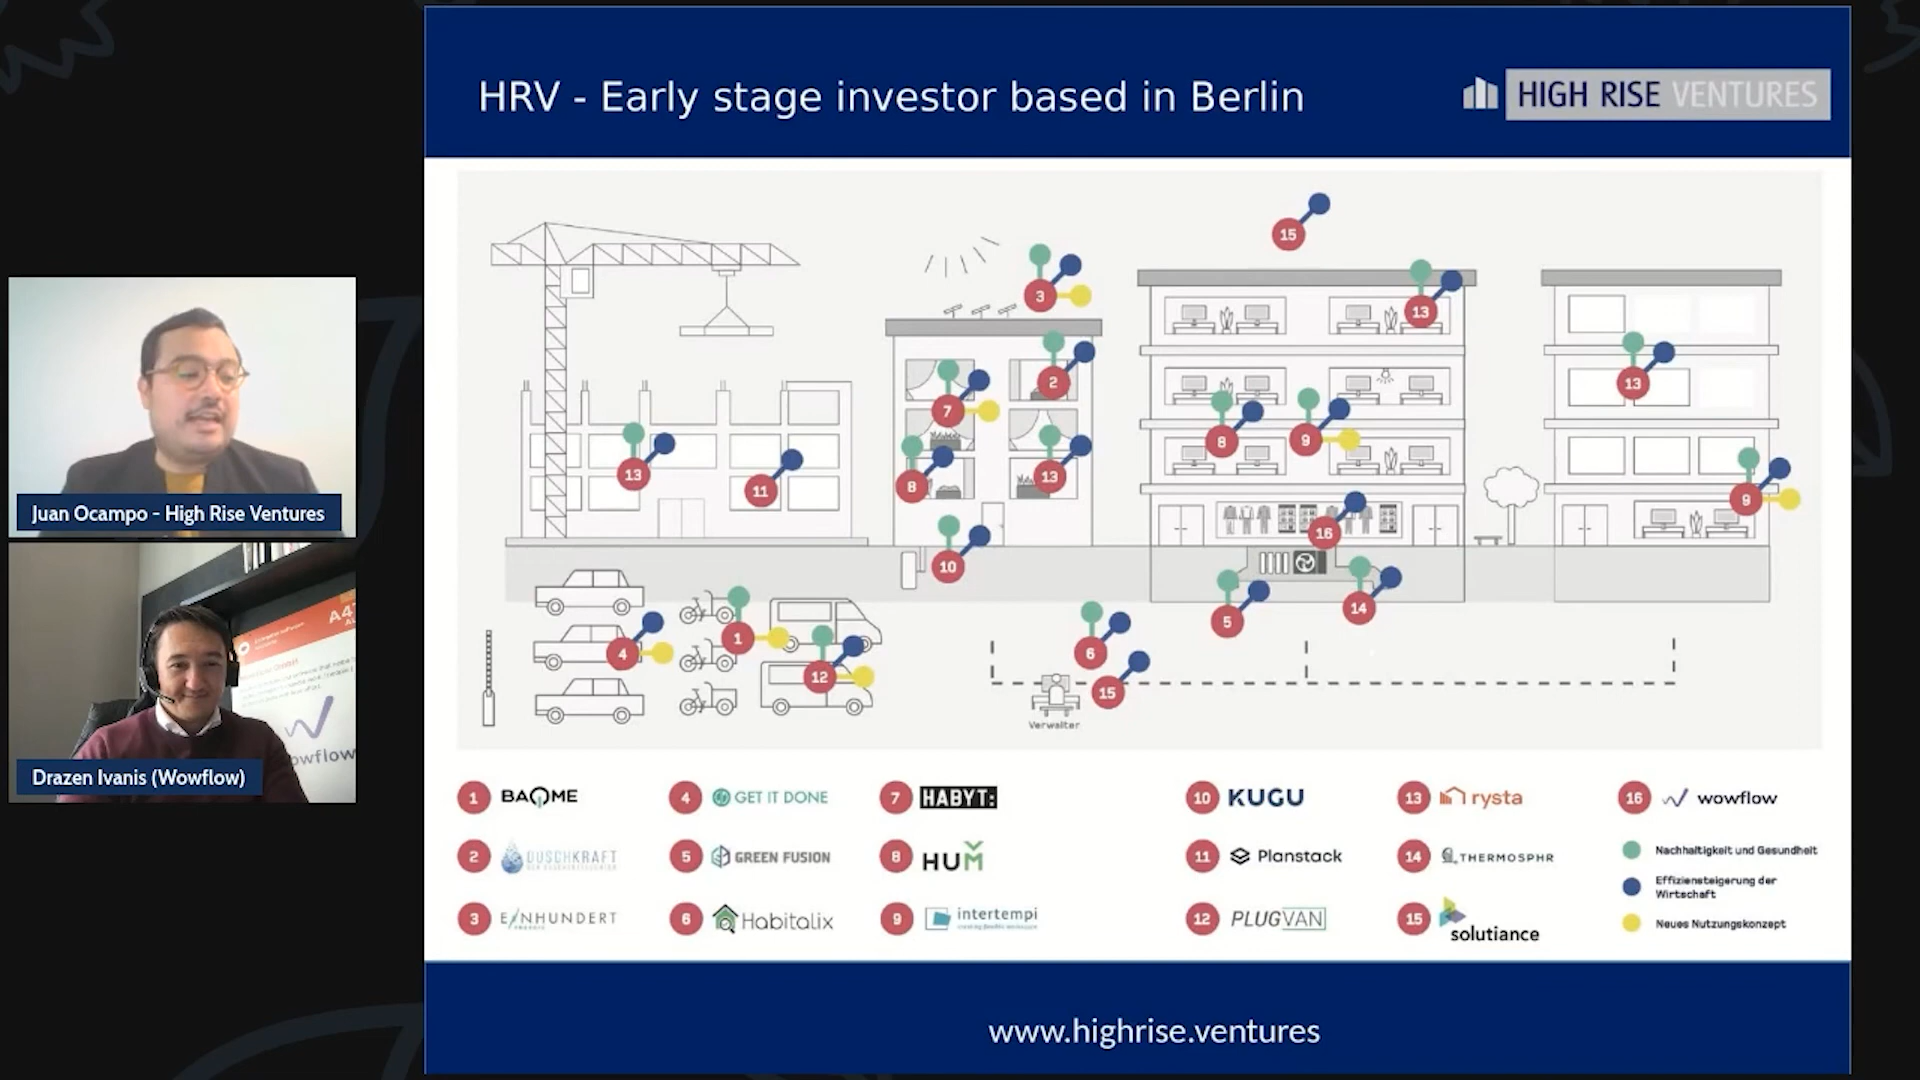 HRV - Early stage investor based in Berlin
HIGH RISE VENTURES
15
3
13
2
7
13
8
9
13
11
8
13
9
16
10
5
14
4
1
12
6
15
Verwalter
1 BAQME
4 GET IT DONE
7 HABYT:
10 KUGU
13 rysta
16 wowflow
2 DUSCHKRAFT
5 GREEN FUSION
8 HUM
11 Planstack
14 THERMOSPHR
Nachhaltigkeit und Gesundheit
Effizienzsteigerung der
Wirtschaft
3 EINHUNDERT
ENERGIE
6 Habitalix
9 intertempi
12 PLUGVAN
15 solutiance
Neues Nutzungskonzept
www.highrise.ventures
Juan Ocampo - High Rise Ventures
A4
wowflow
Drazen Ivanis (Wowflow)